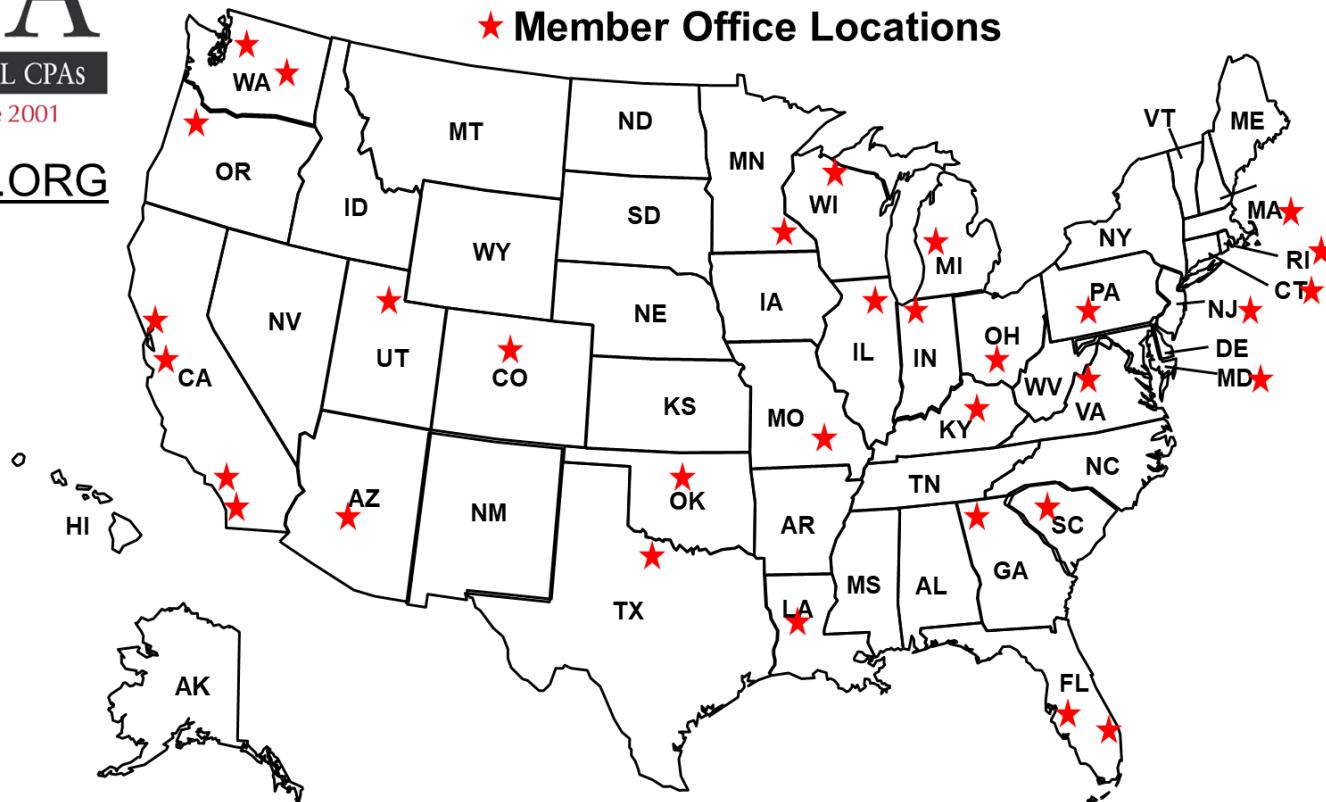 A
★ Member Office Locations
L CPAs
2001
.ORG
WA
MT
ND
MN
VT
ME
OR
ID
SD
WI
MA
WY
MI
NY
RI
NV
UT
CO
NE
IA
IL
IN
OH
PA
NJ
CT
DE
MD
CA
KS
MO
WV
VA
KY
HI
AZ
NM
OK
AR
TN
NC
SC
TX
LA
MS
AL
GA
AK
FL